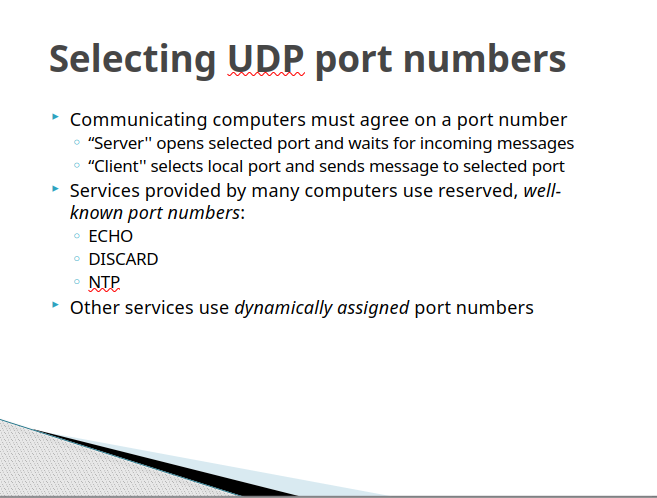 Selecting UDP port numbers
Communicating computers must agree on a port number
“Server'' opens selected port and waits for incoming messages
“Client'' selects local port and sends message to selected port
Services provided by many computers use reserved, well-
known port numbers:
ECHO
DISCARD
NTP
Other services use dynamically assigned port numbers